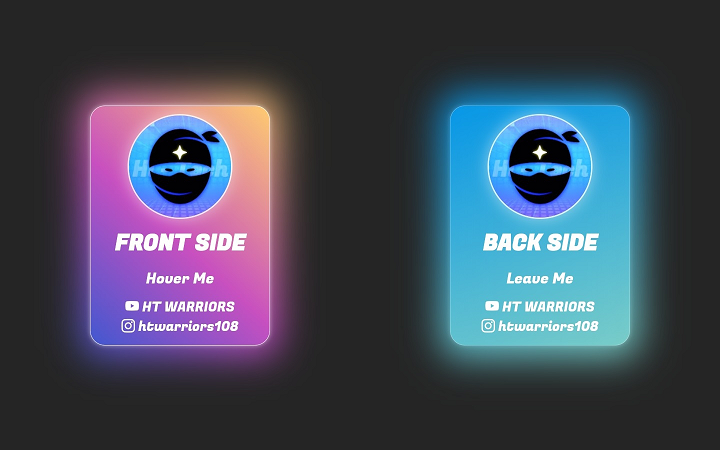 FRONT SIDE
Hover Me
HT WARRIORS
htwarriors108
BACK SIDE
Leave Me
HT WARRIORS
htwarriors108